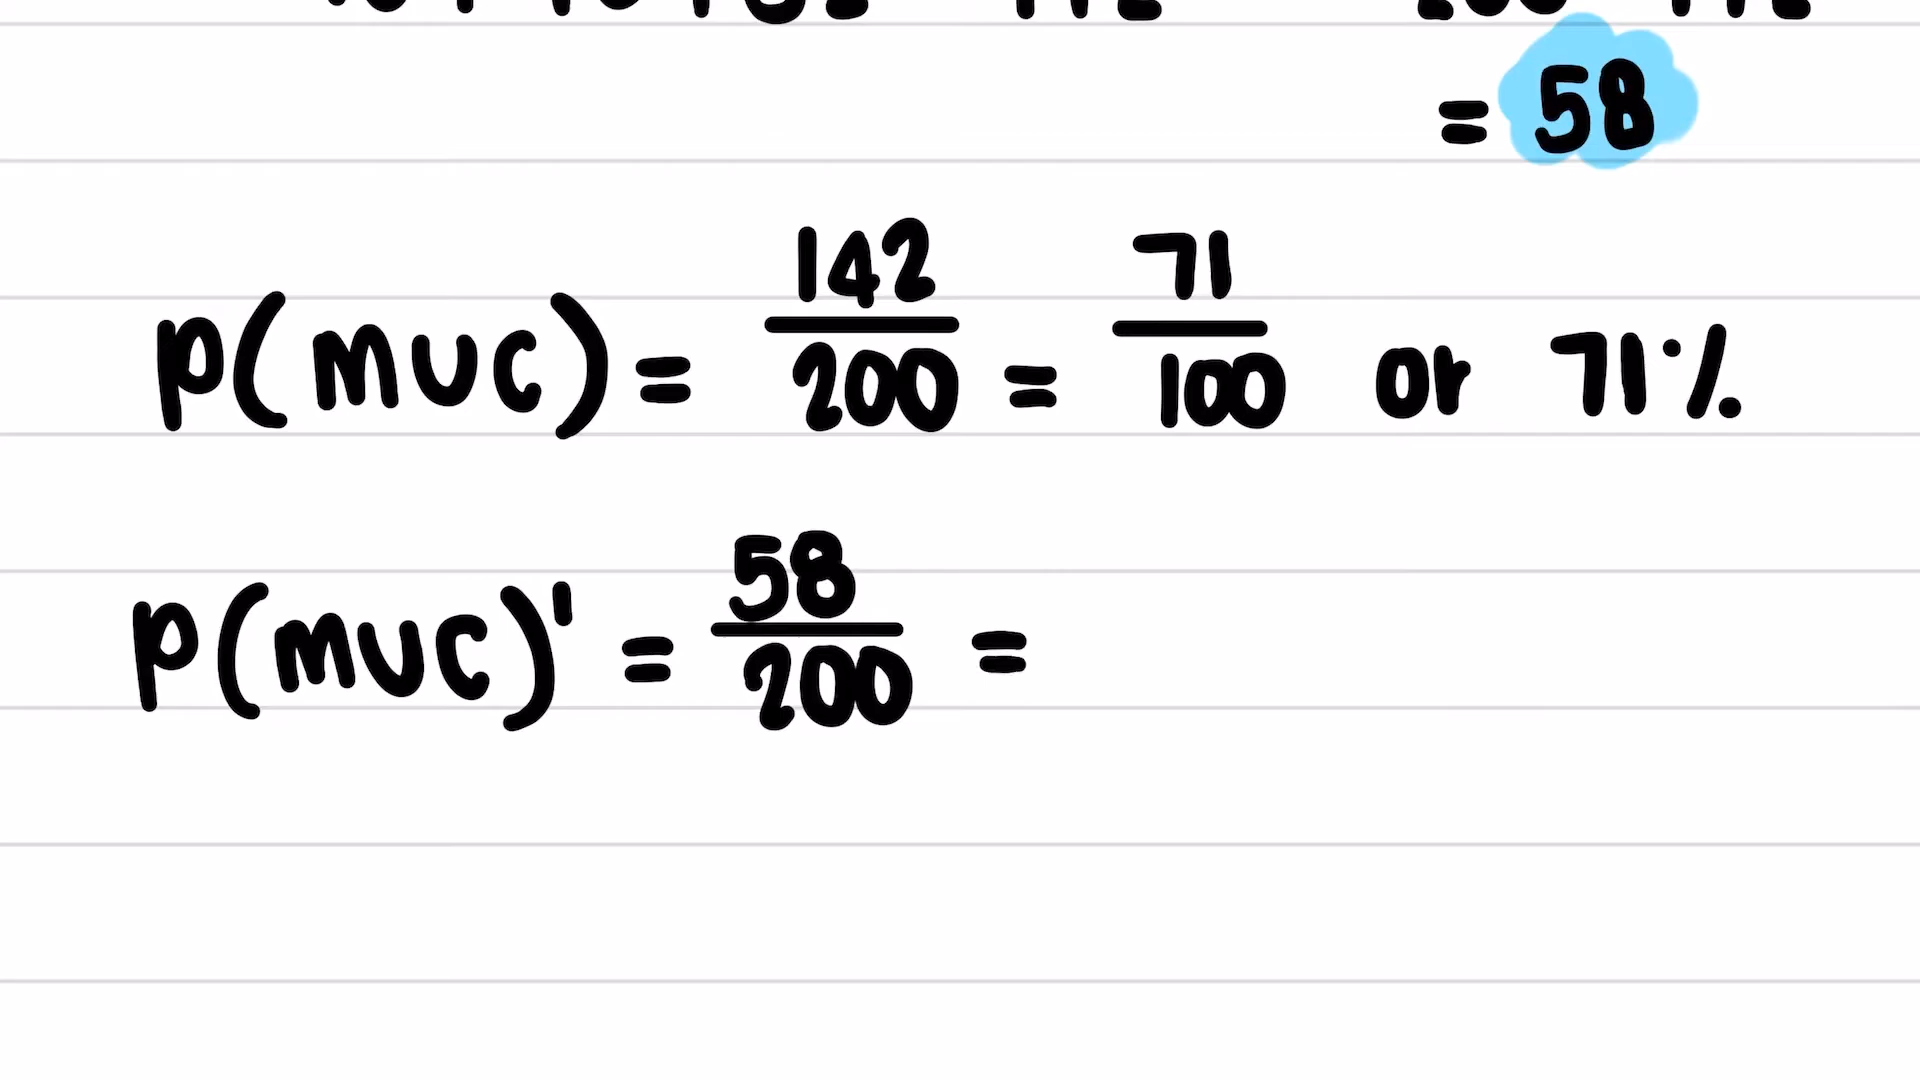 = 58
P(MUC) = 142/200 = 71/100 or 71%
P(MUC)' = 58/200 =